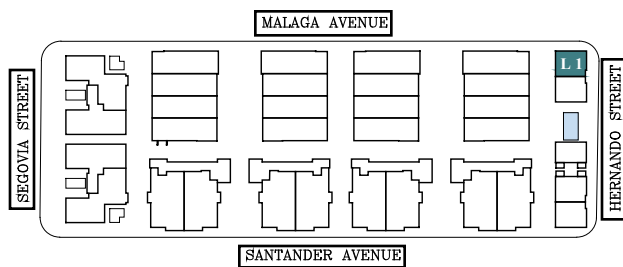 MALAGA AVENUE
L 1
SEGOVIA STREET
HERNANDO STREET
SANTANDER AVENUE